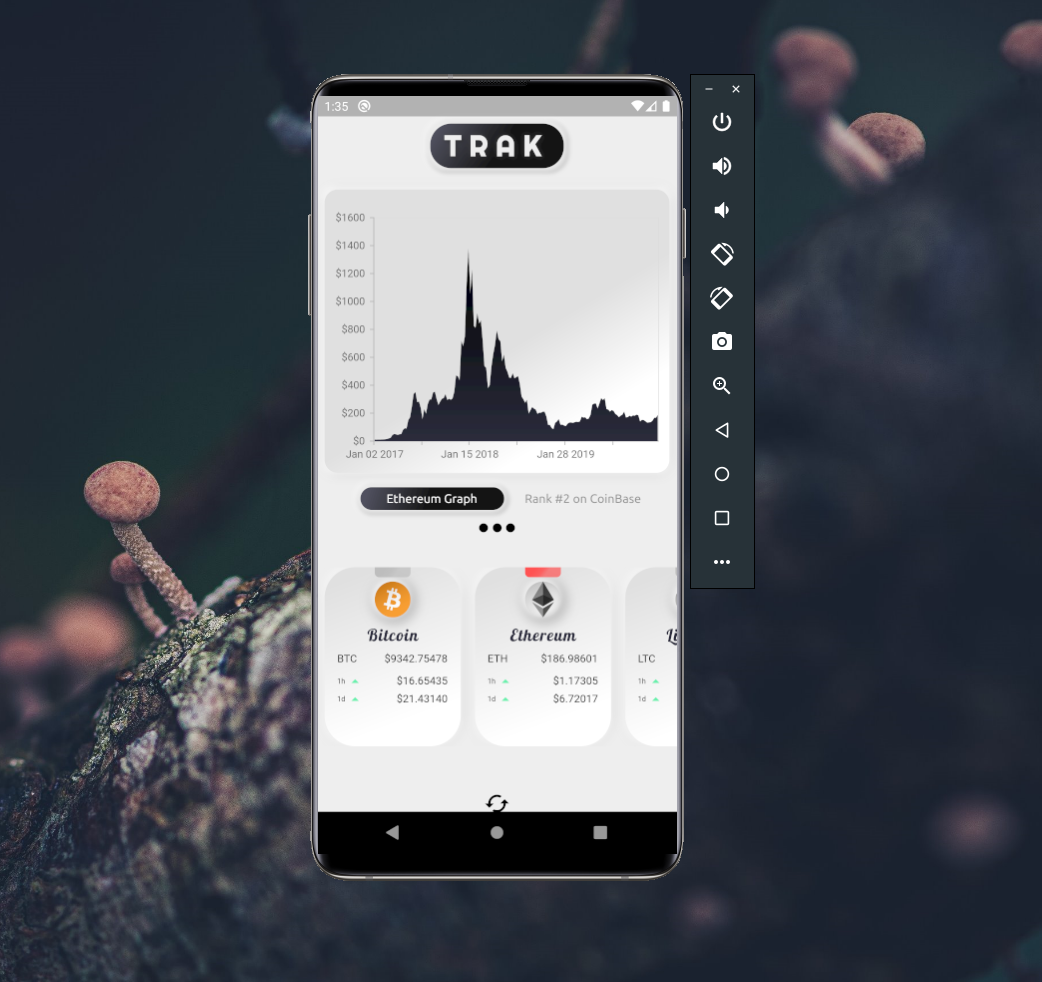 1:35
TRAK
$1600
$1400
$1200
$1000
$800
$600
$400
$200
$0
Jan 02 2017 Jan 15 2018 Jan 28 2019
Ethereum Graph Rank #2 on CoinBase
Bitcoin Ethereum
BTC $9342.75478 ETH $186.98601 LTC
1h $16.65435 1h $1.17305 1h
1d $21.43140 1d $6.72017 1d